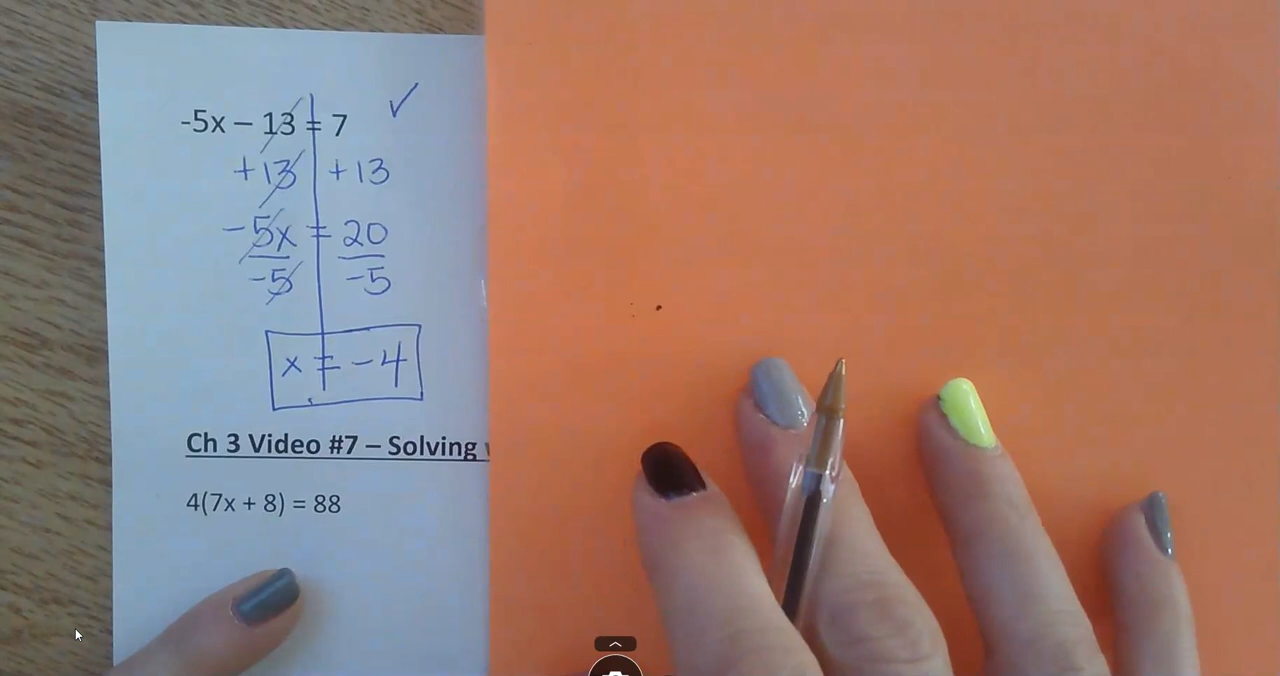 -5x – 13 = 7 ✓
+13 +13
-5x = 20
-5 -5
x = -4
Ch 3 Video #7 – Solving
4(7x + 8) = 88